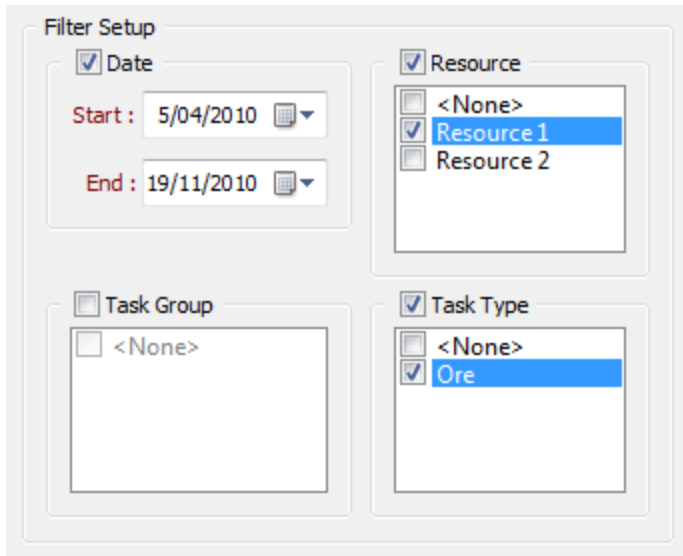 Filter Setup
Date
Start : 5/04/2010
End : 19/11/2010
Resource
<None>
Resource 1
Resource 2
Task Group
<None>
Task Type
<None>
Ore